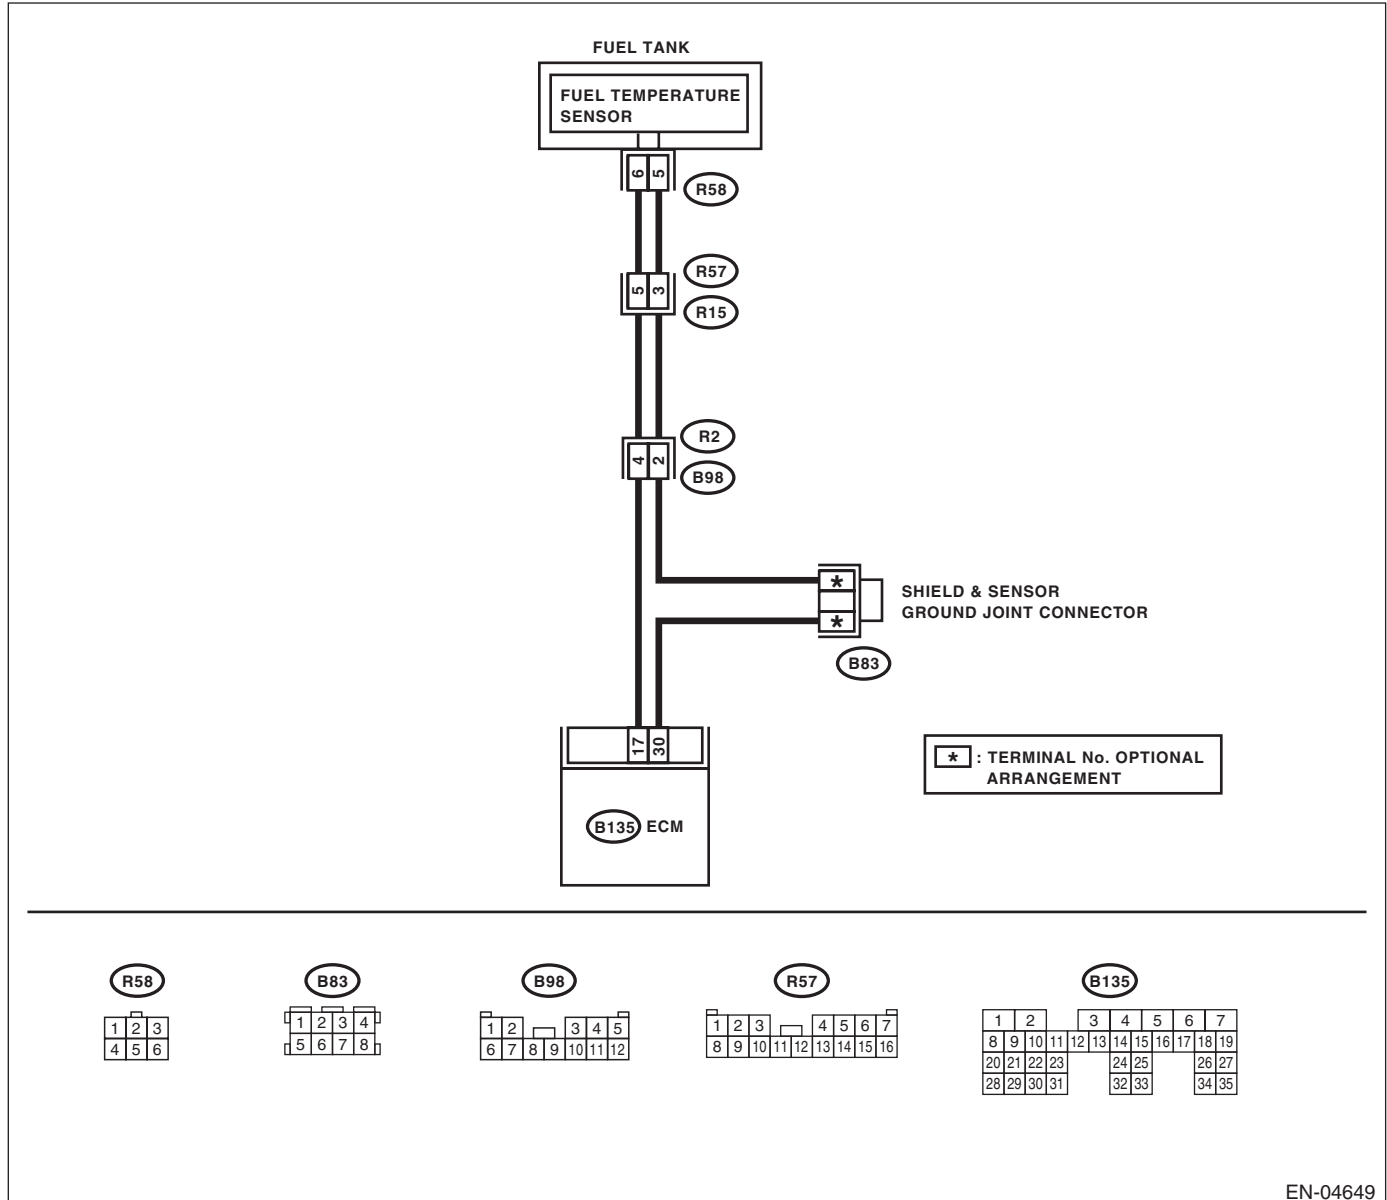 FUEL TANK
FUEL TEMPERATURE
SENSOR
6 5
R58
R57
5 3
R15
R2
4 2
B98
*
SHIELD & SENSOR
GROUND JOINT CONNECTOR
*
B83
17 30
* : TERMINAL No. OPTIONAL
ARRANGEMENT
B135 ECM
R58
1 2 3
4 5 6
B83
1 2 3 4
5 6 7 8
B98
1 2 3 4 5
6 7 8 9 10 11 12
R57
1 2 3 4 5 6 7
8 9 10 11 12 13 14 15 16
B135
1 2 3 4 5 6 7
8 9 10 11 12 13 14 15 16 17 18 19
20 21 22 23 24 25 26 27
28 29 30 31 32 33 34 35
EN-04649